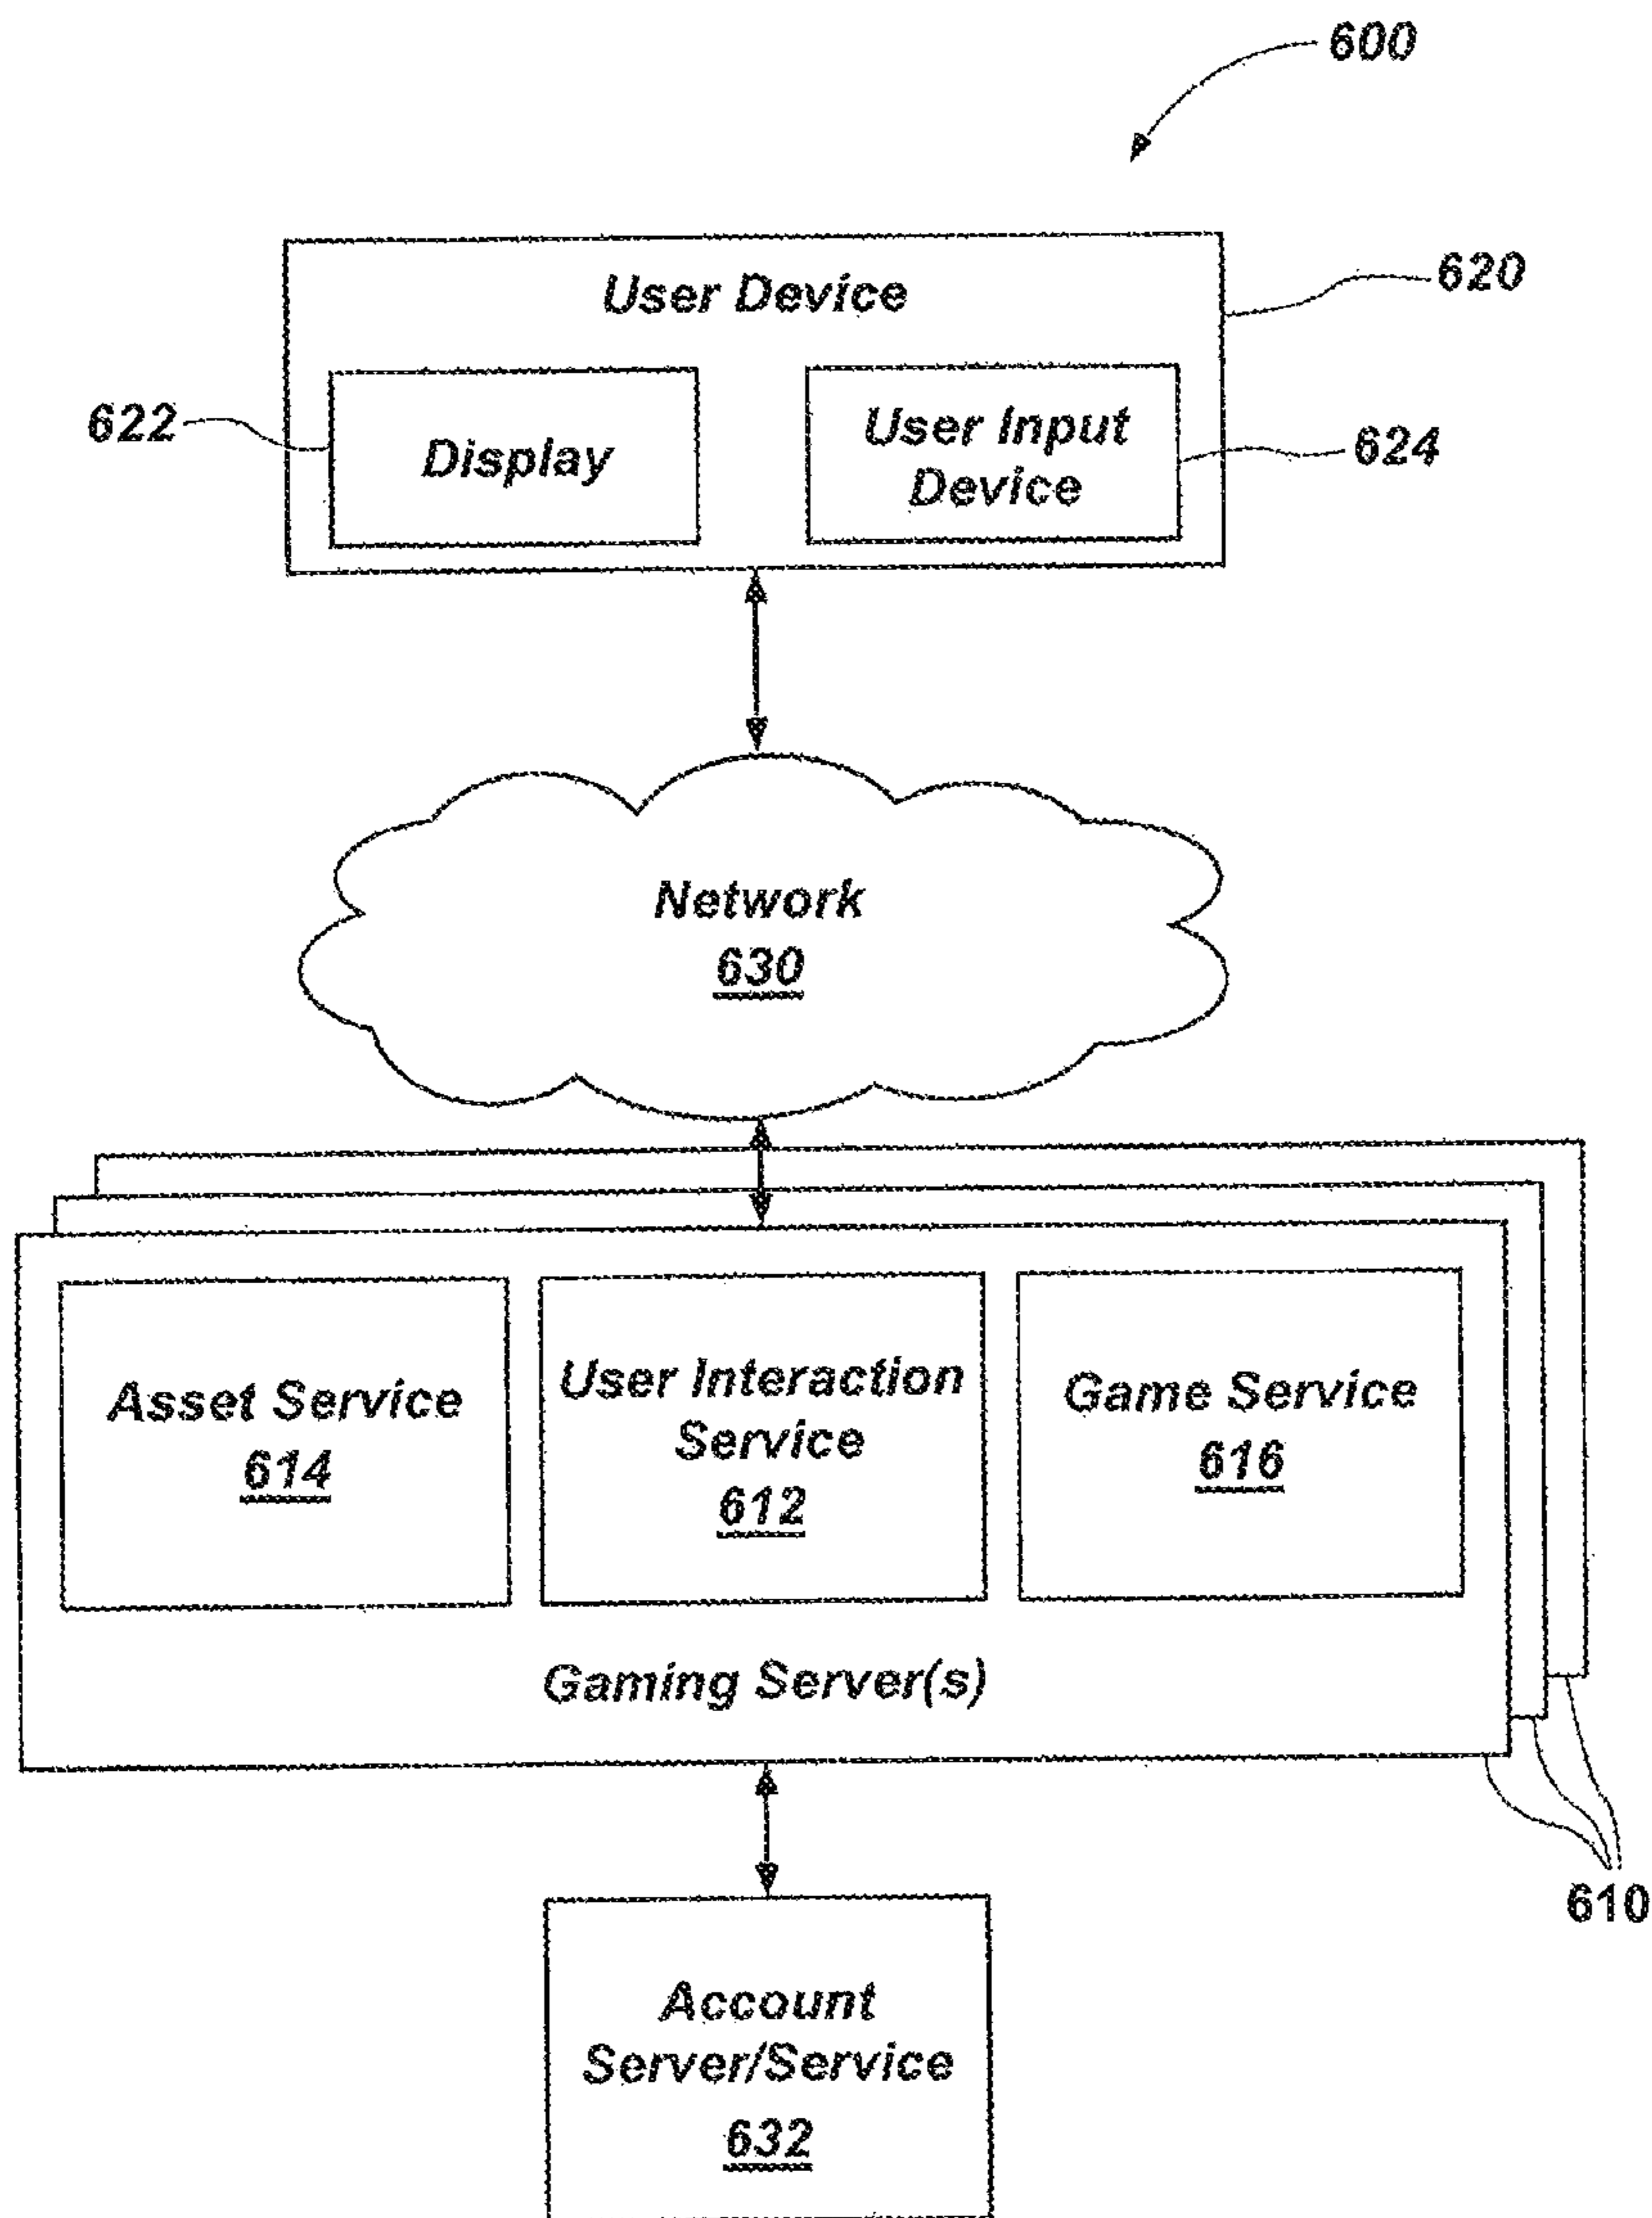 600
User Device
620
622
Display
User Input
Device
624
Network
630
Asset Service
614
User Interaction
Service
612
Game Service
616
Gaming Server(s)
610
Account
Server/Service
632